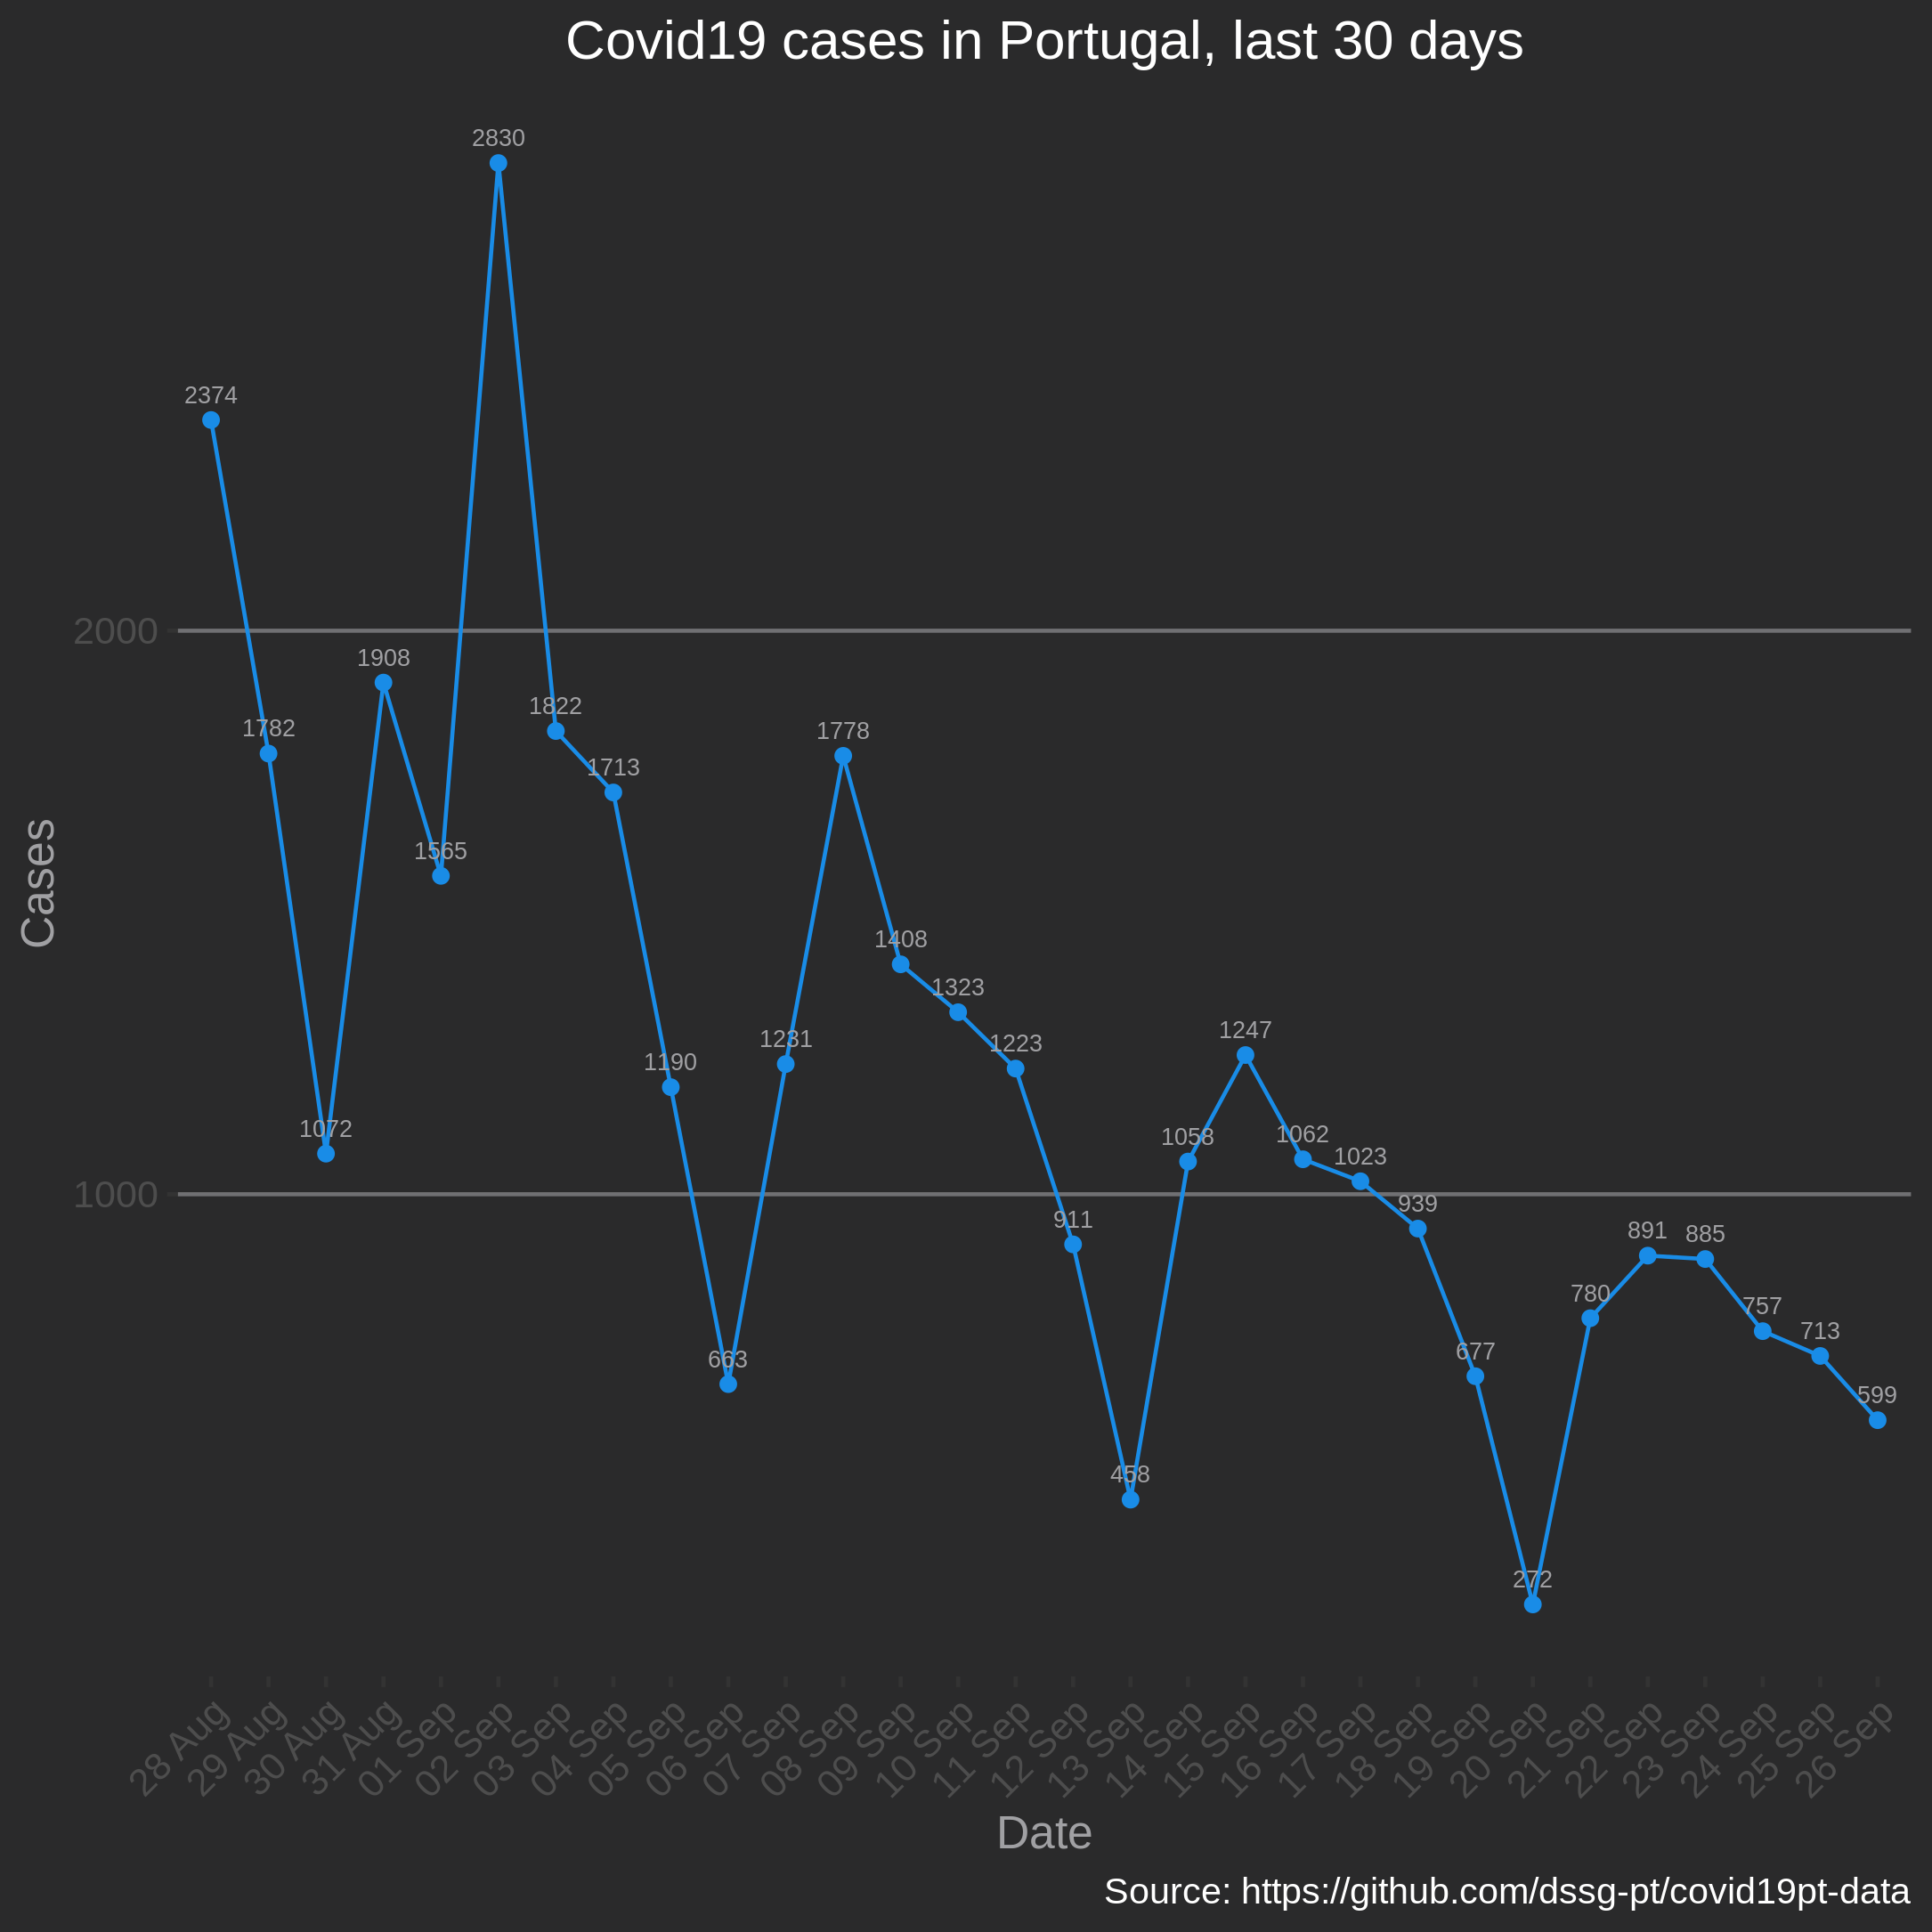 Covid19 cases in Portugal, last 30 days
2830
2374
2000
1908
1782
1822
1778
1713
1565
Cases
1408
1323
1247
1231
1223
1190
1072
1058
1062
1023
1000
939
911
891
885
780
757
713
677
663
599
458
272
28 Aug
29 Aug
30 Aug
31 Aug
01 Sep
02 Sep
03 Sep
04 Sep
05 Sep
06 Sep
07 Sep
08 Sep
09 Sep
10 Sep
11 Sep
12 Sep
13 Sep
14 Sep
15 Sep
16 Sep
17 Sep
18 Sep
19 Sep
20 Sep
21 Sep
22 Sep
23 Sep
24 Sep
25 Sep
26 Sep
Date
Source: https://github.com/dssg-pt/covid19pt-data